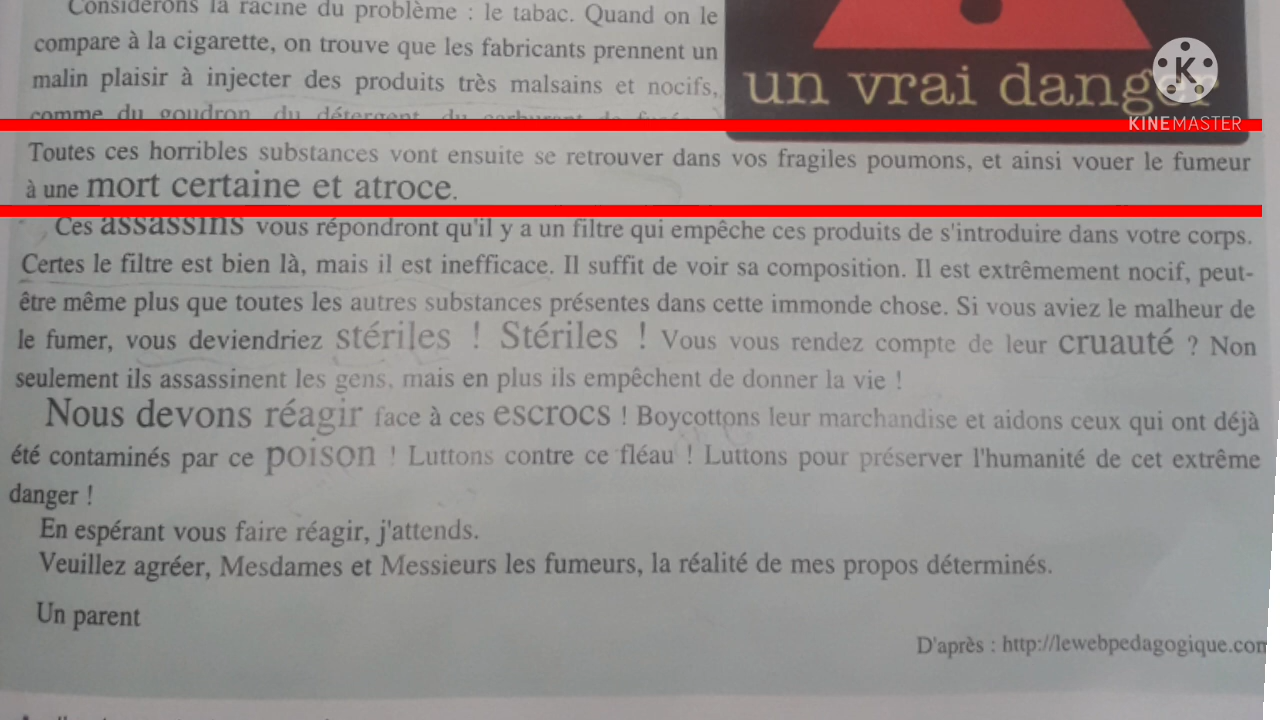 Considérons la racine du problème : le tabac. Quand on le
compare à la cigarette, on trouve que les fabricants prennent un
malin plaisir à injecter des produits très malsains et nocifs,
comme du goudron, du détergent, du carburant de
un vrai danger
KINEMASTER
Toutes ces horribles substances vont ensuite se retrouver dans vos fragiles poumons, et ainsi vouer le fumeur
à une mort certaine et atroce.
Ces assassins vous répondront qu'il y a un filtre qui empêche ces produits de s'introduire dans votre corps.
Certes le filtre est bien là, mais il est inefficace. Il suffit de voir sa composition. Il est extrêmement nocif, peut-
être même plus que toutes les autres substances présentes dans cette immonde chose. Si vous aviez le malheur de
le fumer, vous deviendriez stériles ! Stériles ! Vous vous rendez compte de leur cruauté ? Non
seulement ils assassinent les gens, mais en plus ils empêchent de donner la vie !
Nous devons réagir face à ces escrocs ! Boycottons leur marchandise et aidons ceux qui ont déjà
été contaminés par ce poison ! Luttons contre ce fléau ! Luttons pour préserver l'humanité de cet extrême
danger !
En espérant vous faire réagir, j'attends.
Veuillez agréer, Mesdames et Messieurs les fumeurs, la réalité de mes propos déterminés.
Un parent
D'après : http://lewebpedagogique.com